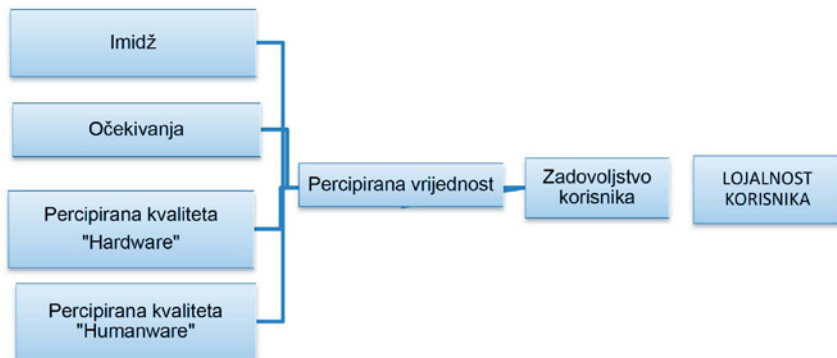 Imidž
Očekivanja
Percipirana kvaliteta
"Hardware"
Percipirana kvaliteta
"Humanware"
Percipirana vrijednost
Zadovoljstvo
korisnika
LOJALNOST
KORISNIKA